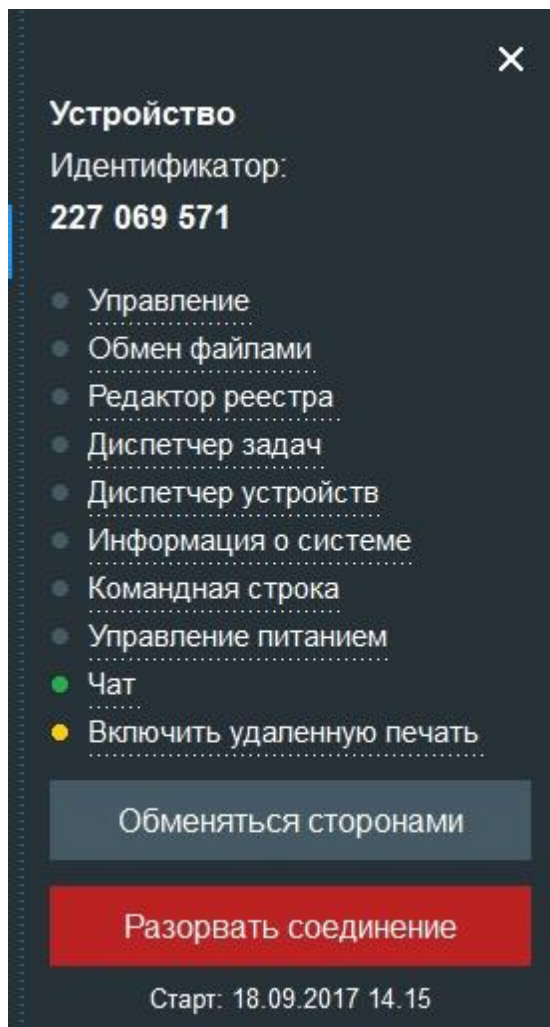 Устройство
Идентификатор:
227 069 571
Управление
Обмен файлами
Редактор реестра
Диспетчер задач
Диспетчер устройств
Информация о системе
Командная строка
Управление питанием
Чат
Включить удаленную печать
Обменяться сторонами
Разорвать соединение
Старт: 18.09.2017 14.15